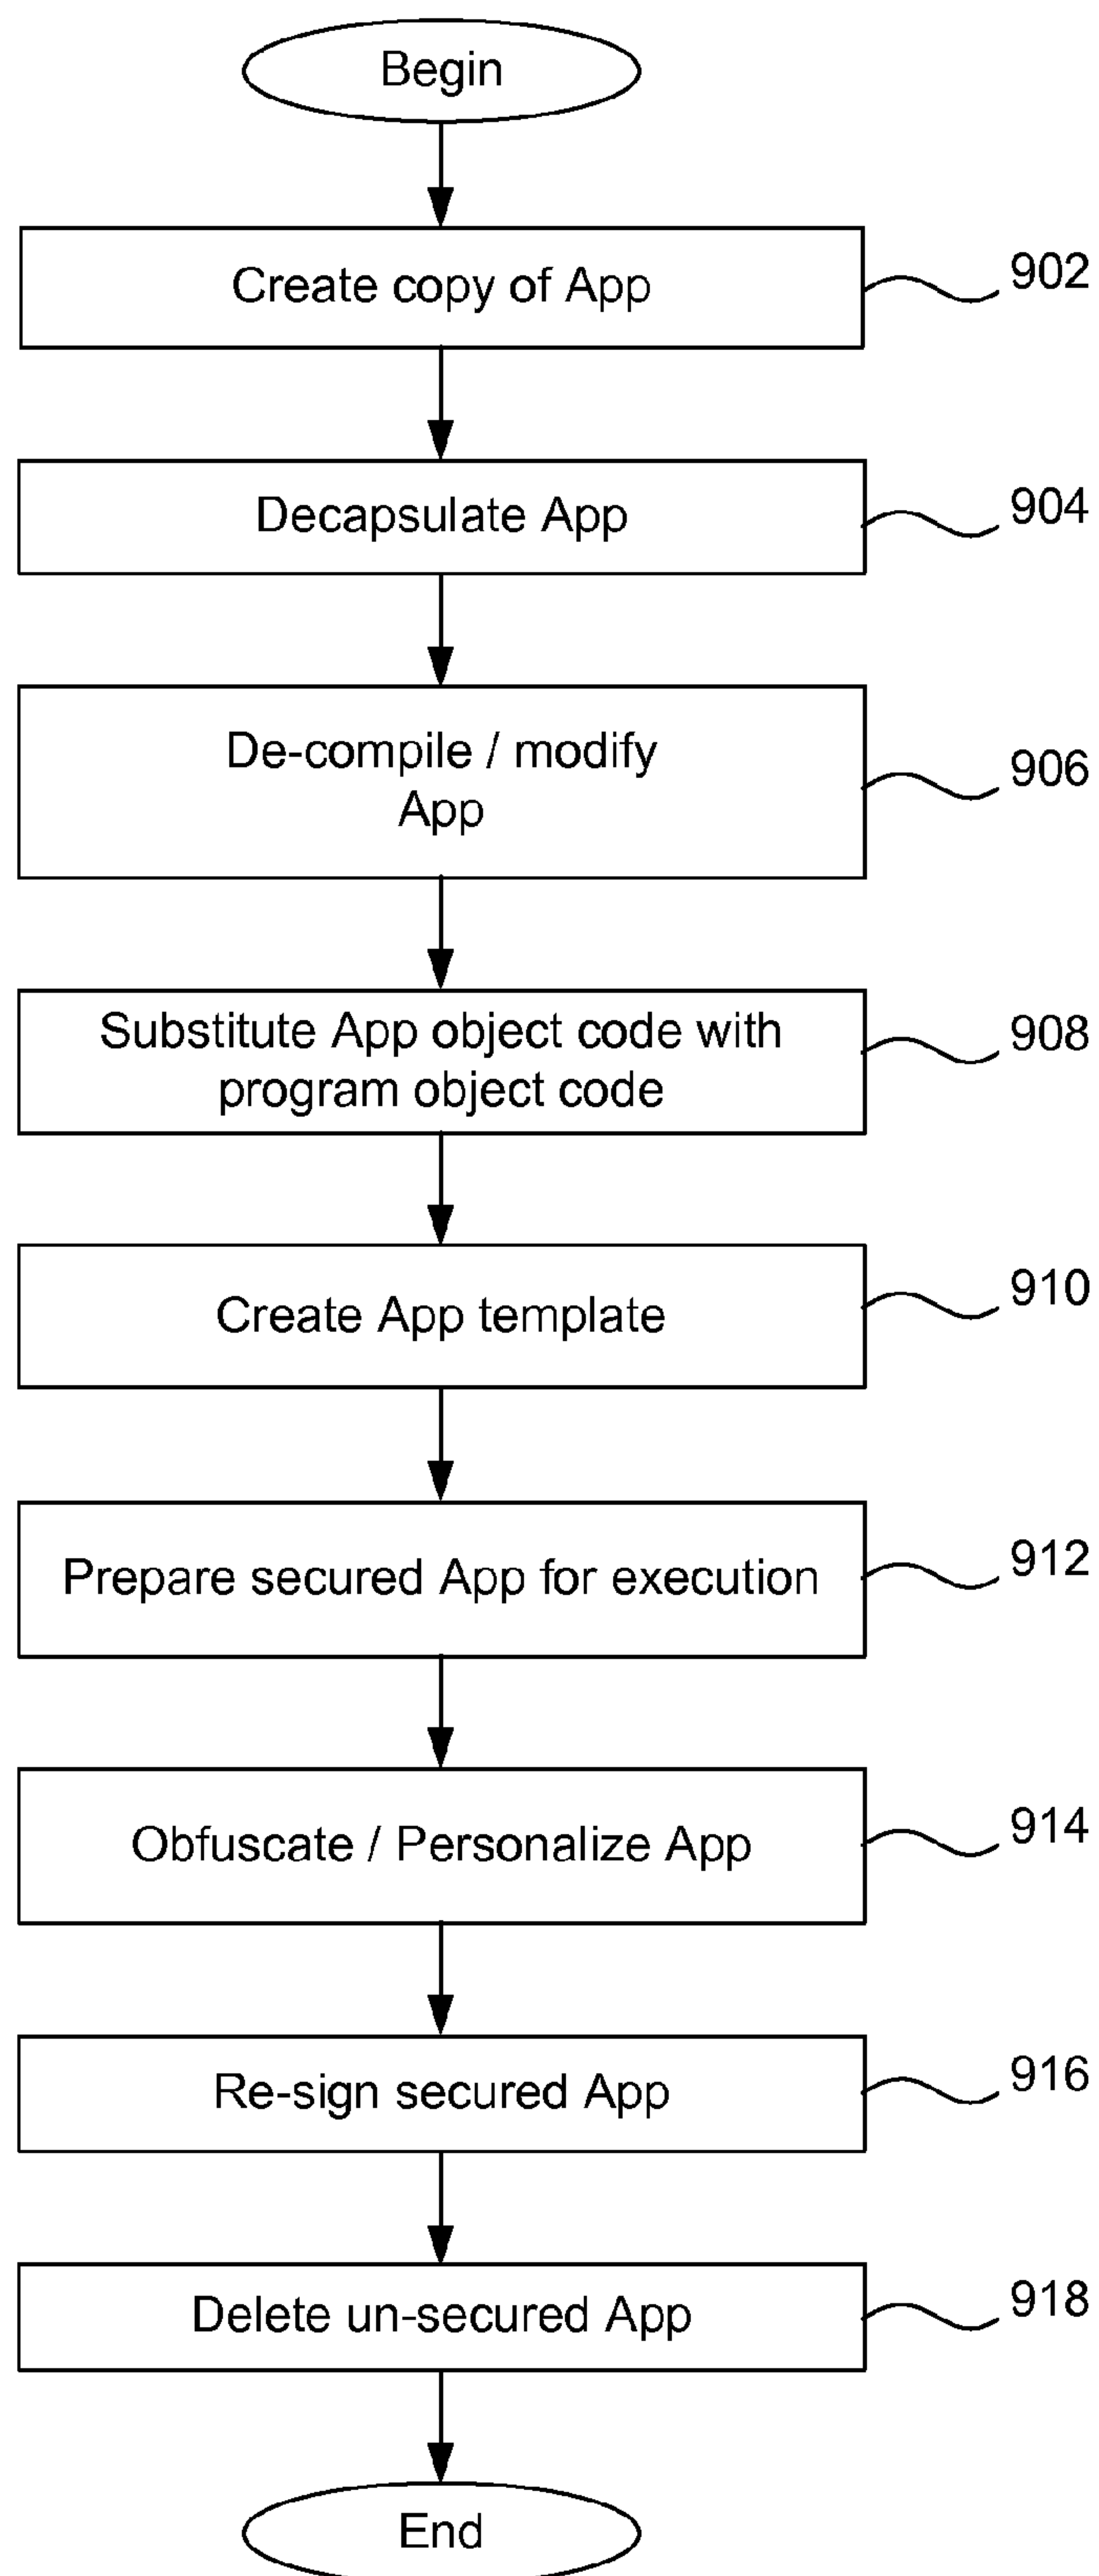 Begin
Create copy of App
902
Decapsulate App
904
De-compile / modify
App
906
Substitute App object code with
program object code
908
Create App template
910
Prepare secured App for execution
912
Obfuscate / Personalize App
914
Re-sign secured App
916
Delete un-secured App
918
End